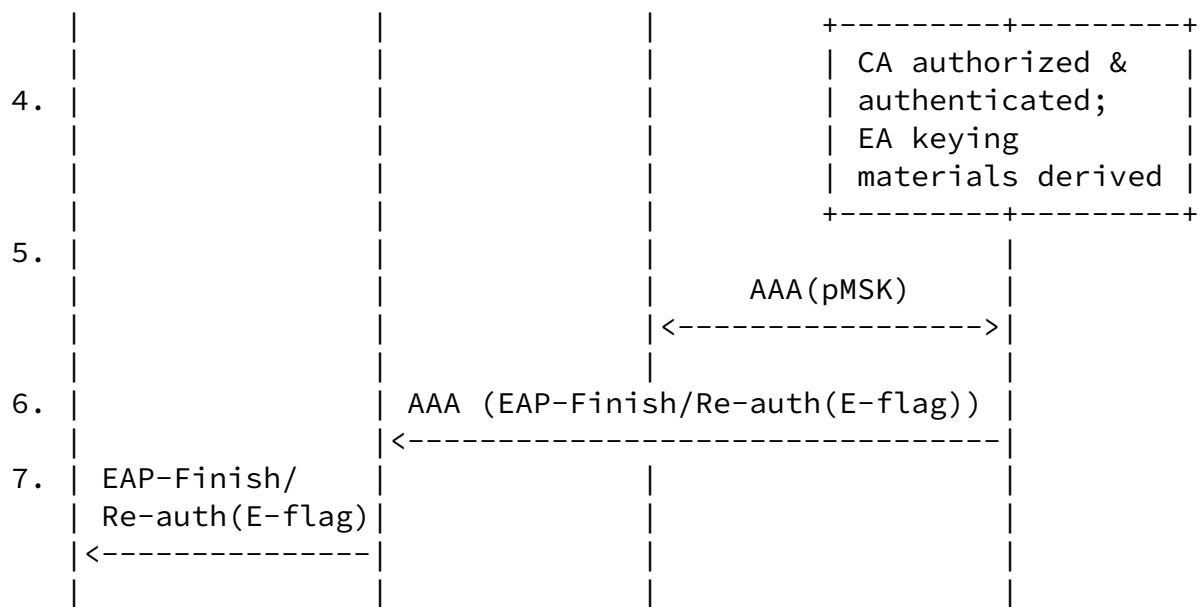 CA authorized &
4. authenticated;
EA keying
materials derived
5.
AAA(pMSK)
6. AAA (EAP-Finish/Re-auth(E-flag))
7. EAP-Finish/
Re-auth(E-flag)